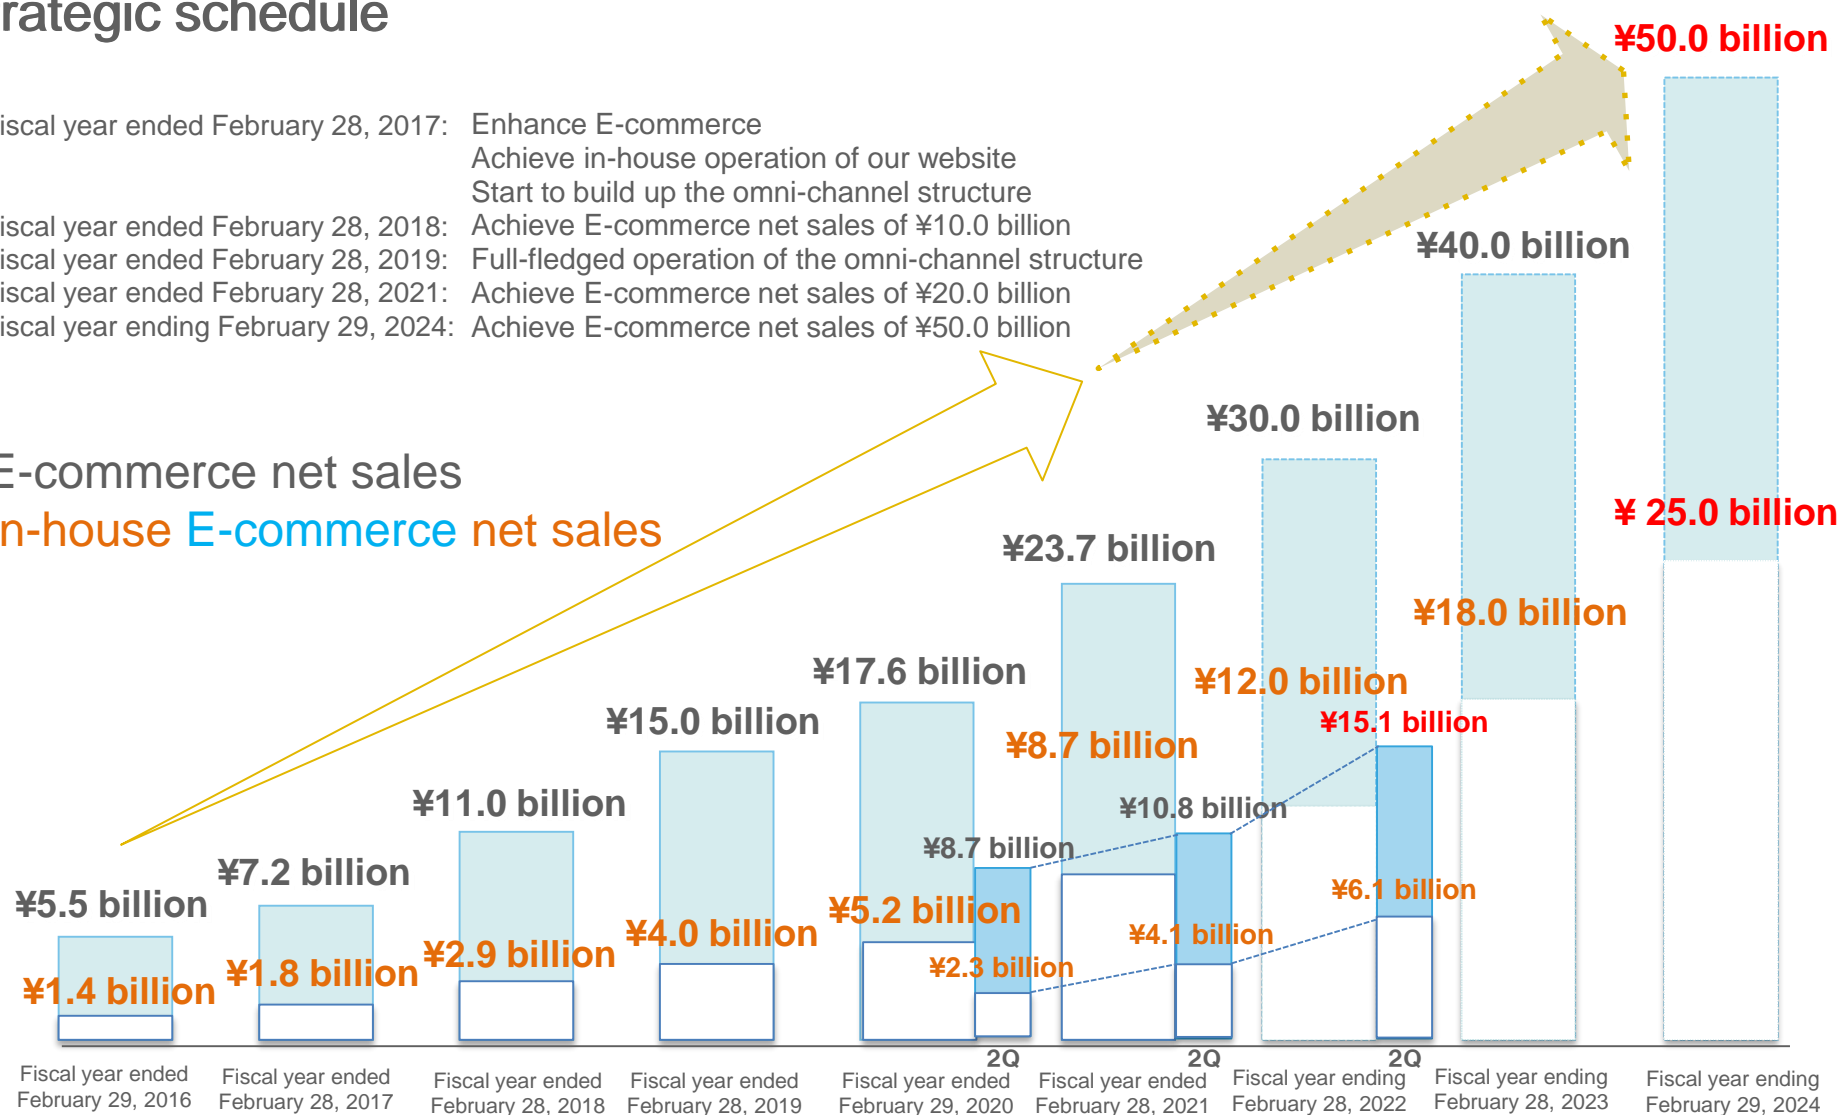 rategic schedule
iscal year ended February 28, 2017: Enhance E-commerce
Achieve in-house operation of our website
Start to build up the omni-channel structure
iscal year ended February 28, 2018: Achieve E-commerce net sales of ¥10.0 billion
iscal year ended February 28, 2019: Full-fledged operation of the omni-channel structure
iscal year ended February 28, 2021: Achieve E-commerce net sales of ¥20.0 billion
iscal year ending February 29, 2024: Achieve E-commerce net sales of ¥50.0 billion
E-commerce net sales
n-house E-commerce net sales
¥5.5 billion
¥1.4 billion
¥7.2 billion
¥1.8 billion
¥11.0 billion
¥2.9 billion
¥15.0 billion
¥4.0 billion
¥17.6 billion
¥5.2 billion
¥8.7 billion
¥2.3 billion
¥23.7 billion
¥8.7 billion
¥10.8 billion
¥4.1 billion
¥30.0 billion
¥12.0 billion
¥15.1 billion
¥6.1 billion
¥40.0 billion
¥18.0 billion
¥50.0 billion
¥ 25.0 billion
2Q
2Q
2Q
Fiscal year ended
February 29, 2016
Fiscal year ended
February 28, 2017
Fiscal year ended
February 28, 2018
Fiscal year ended
February 28, 2019
Fiscal year ended
February 29, 2020
Fiscal year ended
February 28, 2021
Fiscal year ending
February 28, 2022
Fiscal year ending
February 28, 2023
Fiscal year ending
February 29, 2024